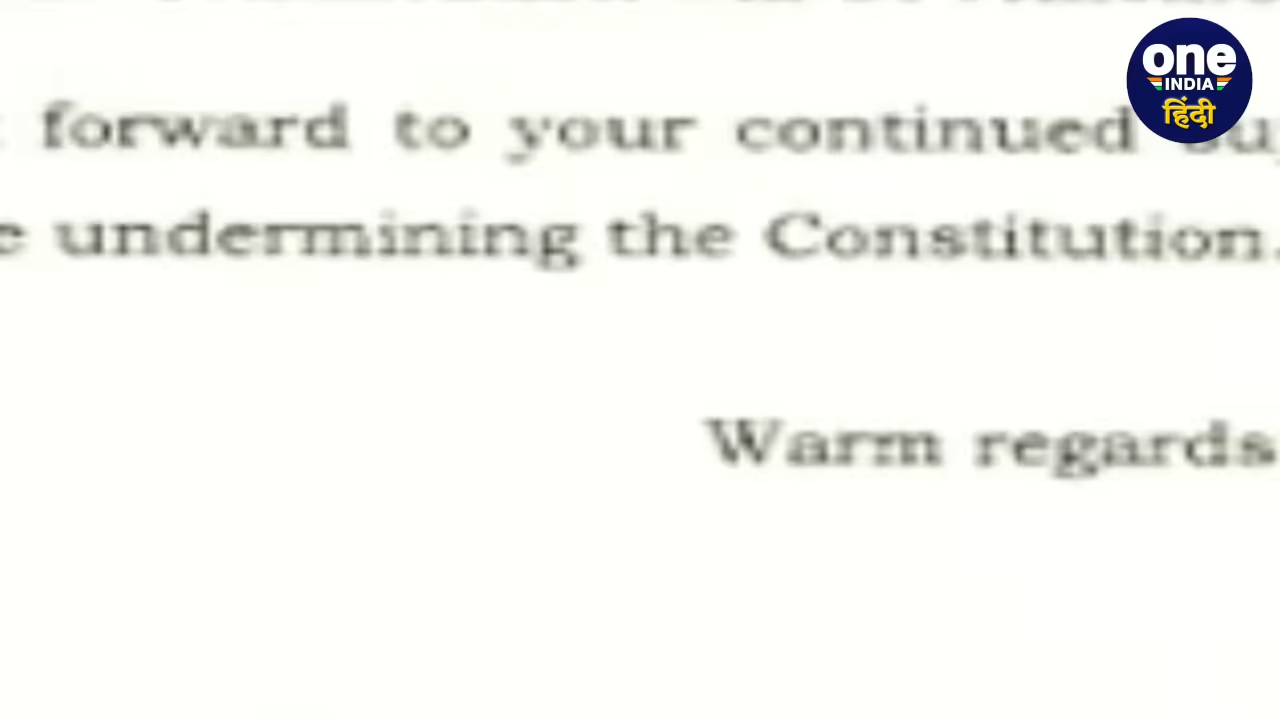 one
INDIA
हिंदी
forward to your continued
undermining the Constitution.
Warm regards